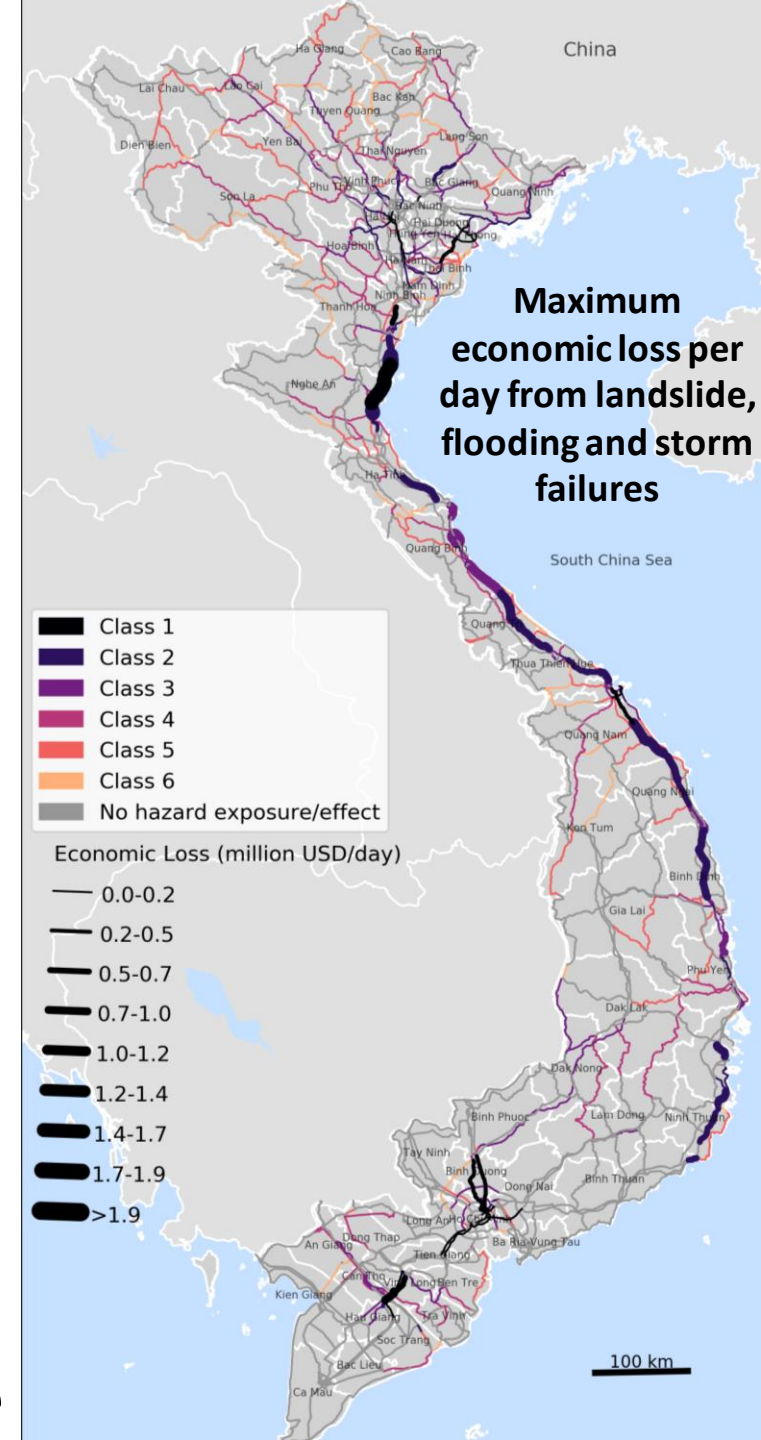 China
Ha Giang
Cao Bang
Lai Chau
Lao Cai
Bac Kan
Tuyen Quang
Dien Bien
Yen Bai
Lang Son
Thai Nguyen
Phu Tho
Vinh Phuc
Bac Giang
Quang Ninh
Son La
Bac Ninh
Hai Duong
Hung Yen
Hoa Binh
Ha Nam
Thai Binh
Nam Dinh
Ninh Binh
Thanh Hoa
Maximum
economic loss per
day from landslide,
flooding and storm
failures
Nghe An
Ha Tinh
Quang Binh
South China Sea
Class 1
Class 2
Class 3
Class 4
Class 5
Class 6
No hazard exposure/effect
Quang
Thua Thien Hue
Quang Nam
Quang Ngai
Kon Tum
Economic Loss (million USD/day)
0.0-0.2
0.2-0.5
0.5-0.7
0.7-1.0
1.0-1.2
1.2-1.4
1.4-1.7
1.7-1.9
>1.9
Binh Dinh
Gia Lai
Phu Yen
Dak Lak
Dak Nong
Binh Phuoc
Lam Dong
Ninh Thuan
Tay Ninh
Binh Duong
Dong Nai
Binh Thuan
Long An
Ba Ria-Vung Tau
Dong Thap
An Giang
Tien Giang
Can Tho
Vinh Long
Ben Tre
Kien Giang
Hau Giang
Tra Vinh
Soc Trang
Bac Lieu
Ca Mau
100 km